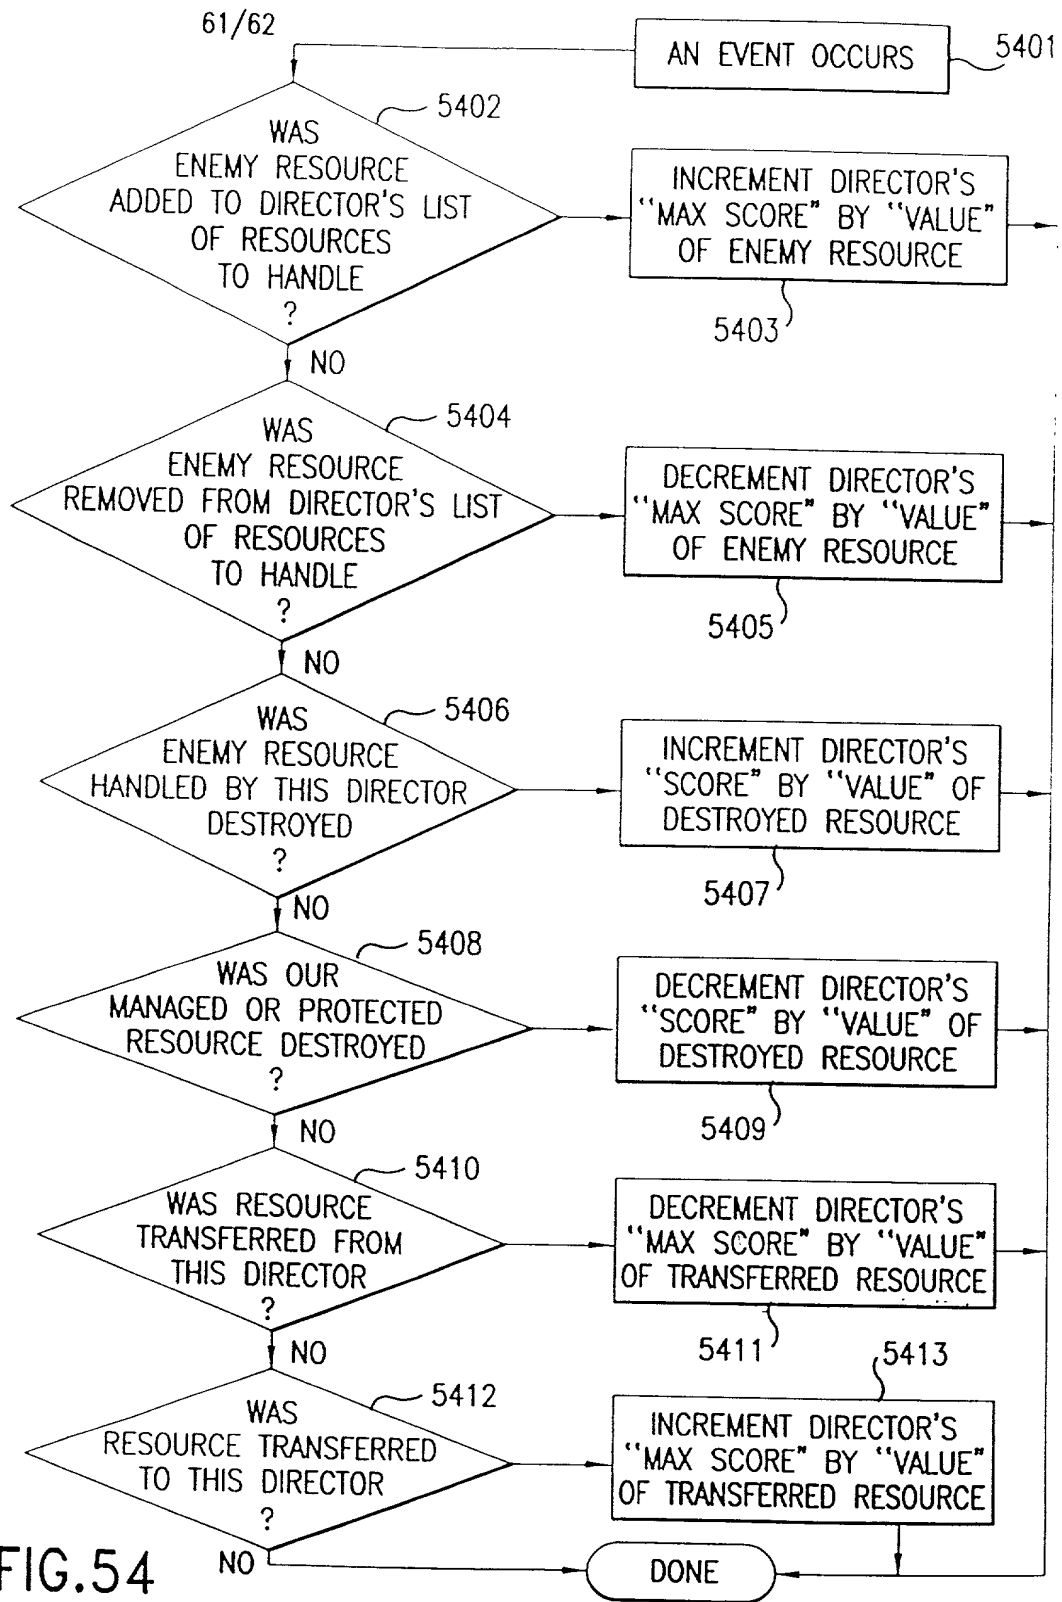 61/62
AN EVENT OCCURS
5401
5402
WAS
ENEMY RESOURCE
ADDED TO DIRECTOR'S LIST
OF RESOURCES
TO HANDLE
?
INCREMENT DIRECTOR'S
"MAX SCORE" BY "VALUE"
OF ENEMY RESOURCE
5403
NO
5404
WAS
ENEMY RESOURCE
REMOVED FROM DIRECTOR'S LIST
OF RESOURCES
TO HANDLE
?
DECREMENT DIRECTOR'S
"MAX SCORE" BY "VALUE"
OF ENEMY RESOURCE
5405
NO
5406
WAS
ENEMY RESOURCE
HANDLED BY THIS DIRECTOR
DESTROYED
?
INCREMENT DIRECTOR'S
"SCORE" BY "VALUE" OF
DESTROYED RESOURCE
5407
NO
5408
WAS OUR
MANAGED OR PROTECTED
RESOURCE DESTROYED
?
DECREMENT DIRECTOR'S
"SCORE" BY "VALUE" OF
DESTROYED RESOURCE
5409
NO
5410
WAS RESOURCE
TRANSFERRED FROM
THIS DIRECTOR
?
DECREMENT DIRECTOR'S
"MAX SCORE" BY "VALUE"
OF TRANSFERRED RESOURCE
5411
NO
5412
WAS
RESOURCE TRANSFERRED
TO THIS DIRECTOR
?
5413
INCREMENT DIRECTOR'S
"MAX SCORE" BY "VALUE"
OF TRANSFERRED RESOURCE
NO
DONE
FIG.54